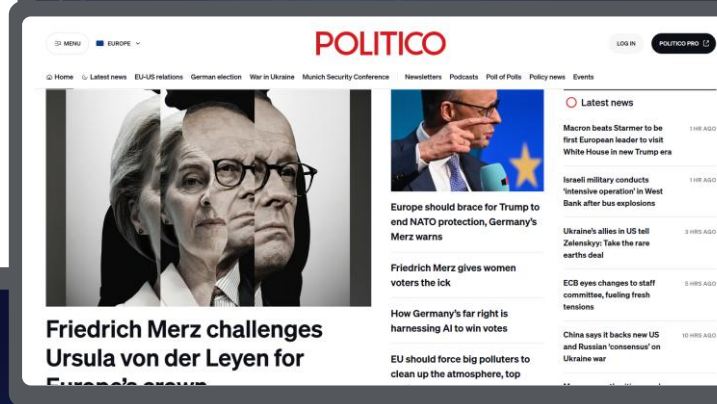 MENU
EUROPE
POLITICO
LOG IN
POLITICO PRO
Home
Latest news
EU-US relations
German election
War in Ukraine
Munich Security Conference
Newsletters
Podcasts
Poll of Polls
Policy news
Events
Friedrich Merz challenges
Ursula von der Leyen for
Europe's crown
Europe should brace for Trump to
end NATO protection, Germany's
Merz warns
Friedrich Merz gives women
voters the ick
How Germany's far right is
harnessing AI to win votes
EU should force big polluters to
clean up the atmosphere, top
Latest news
Macron beats Starmer to be
first European leader to visit
White House in new Trump era
1 HR AGO
Israeli military conducts
'intensive operation' in West
Bank after bus explosions
1 HR AGO
Ukraine's allies in US tell
Zelenskyy: Take the rare
earths deal
3 HRS AGO
ECB eyes changes to staff
committee, fueling fresh
tensions
5 HRS AGO
China says it backs new US
and Russian 'consensus' on
Ukraine war
10 HRS AGO